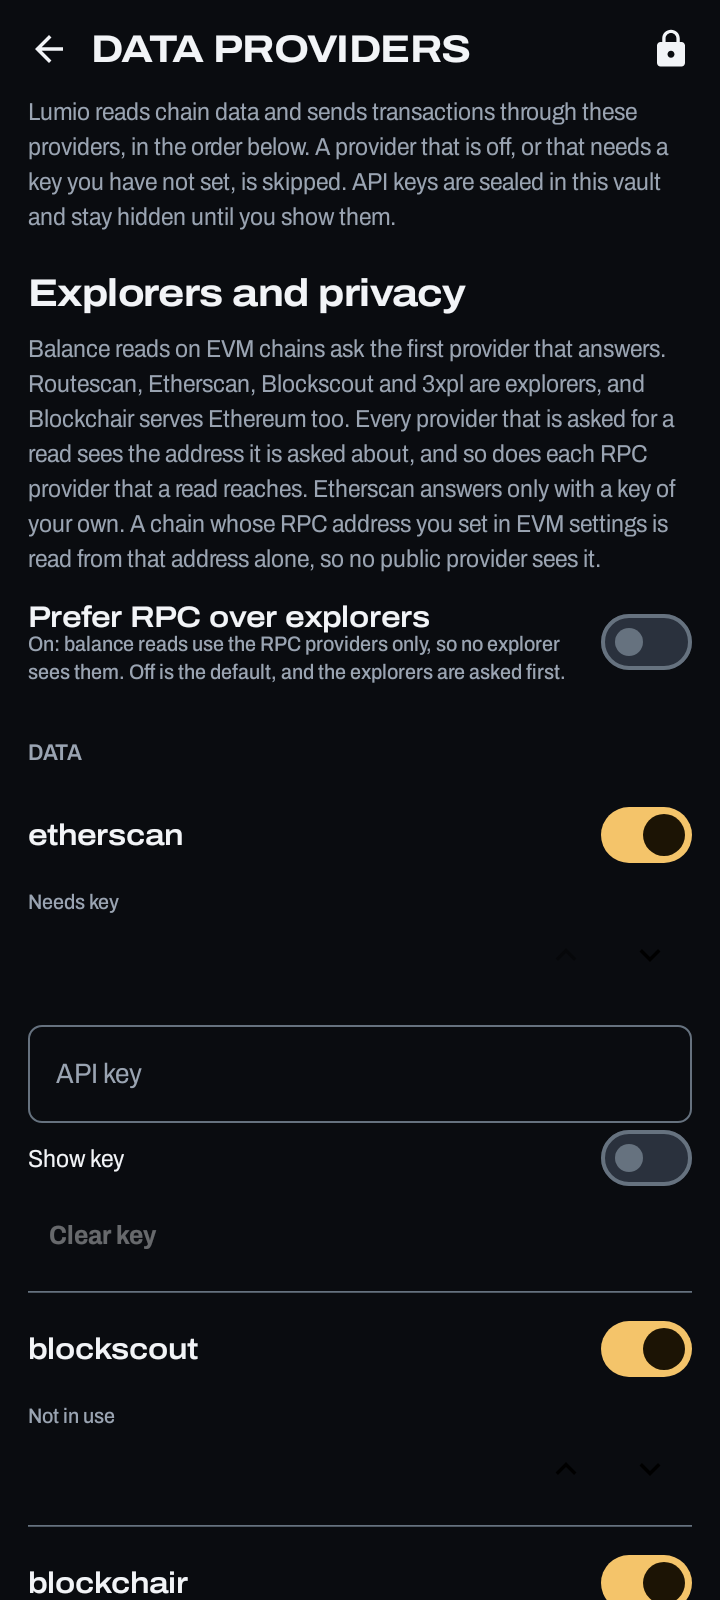 DATA PROVIDERS
Lumio reads chain data and sends transactions through these
providers, in the order below. A provider that is off, or that needs a
key you have not set, is skipped. API keys are sealed in this vault
and stay hidden until you show them.
Explorers and privacy
Balance reads on EVM chains ask the first provider that answers.
Routescan, Etherscan, Blockscout and 3xpl are explorers, and
Blockchair serves Ethereum too. Every provider that is asked for a
read sees the address it is asked about, and so does each RPC
provider that a read reaches. Etherscan answers only with a key of
your own. A chain whose RPC address you set in EVM settings is
read from that address alone, so no public provider sees it.
Prefer RPC over explorers
On: balance reads use the RPC providers only, so no explorer
sees them. Off is the default, and the explorers are asked first.
DATA
etherscan
Needs key
API key
Show key
Clear key
blockscout
Not in use
blockchair